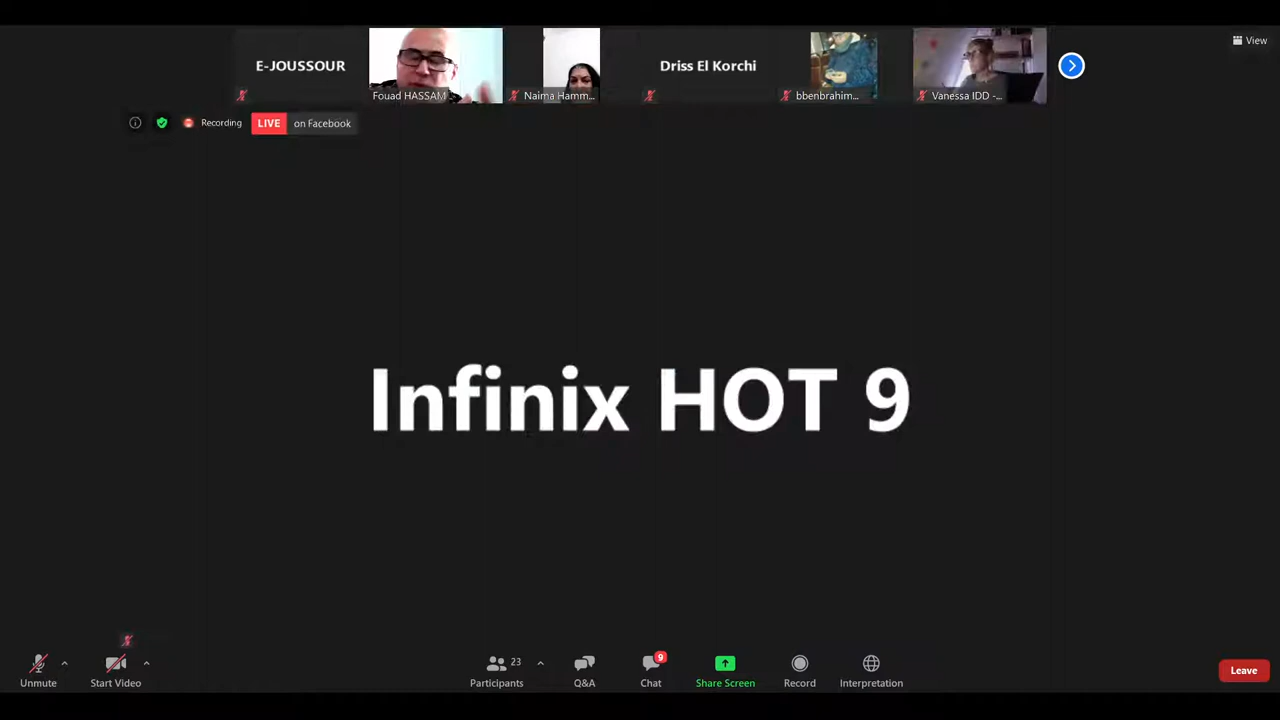 View
E-JOUSSOUR
Driss El Korchi
Fouad HASSAM
Naima Hamm...
bbenbrahim...
Vanessa IDD -...
Recording
LIVE on Facebook
Infinix HOT 9
23
9
Unmute
Start Video
Participants
Q&A
Chat
Share Screen
Record
Interpretation
Leave